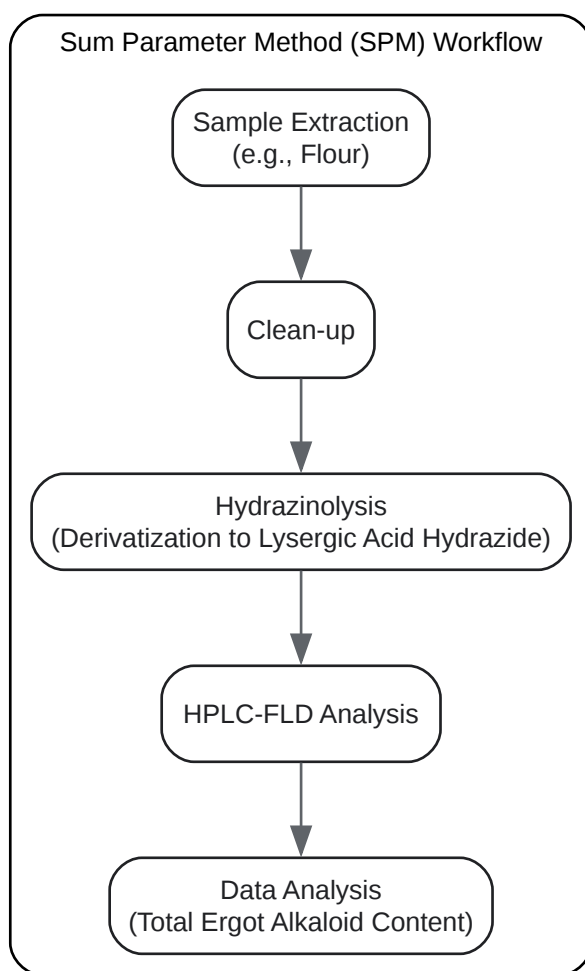 Sum Parameter Method (SPM) Workflow
Sample Extraction
(e.g., Flour)
Clean-up
Hydrazinolysis
(Derivatization to Lysergic Acid Hydrazide)
HPLC-FLD Analysis
Data Analysis
(Total Ergot Alkaloid Content)